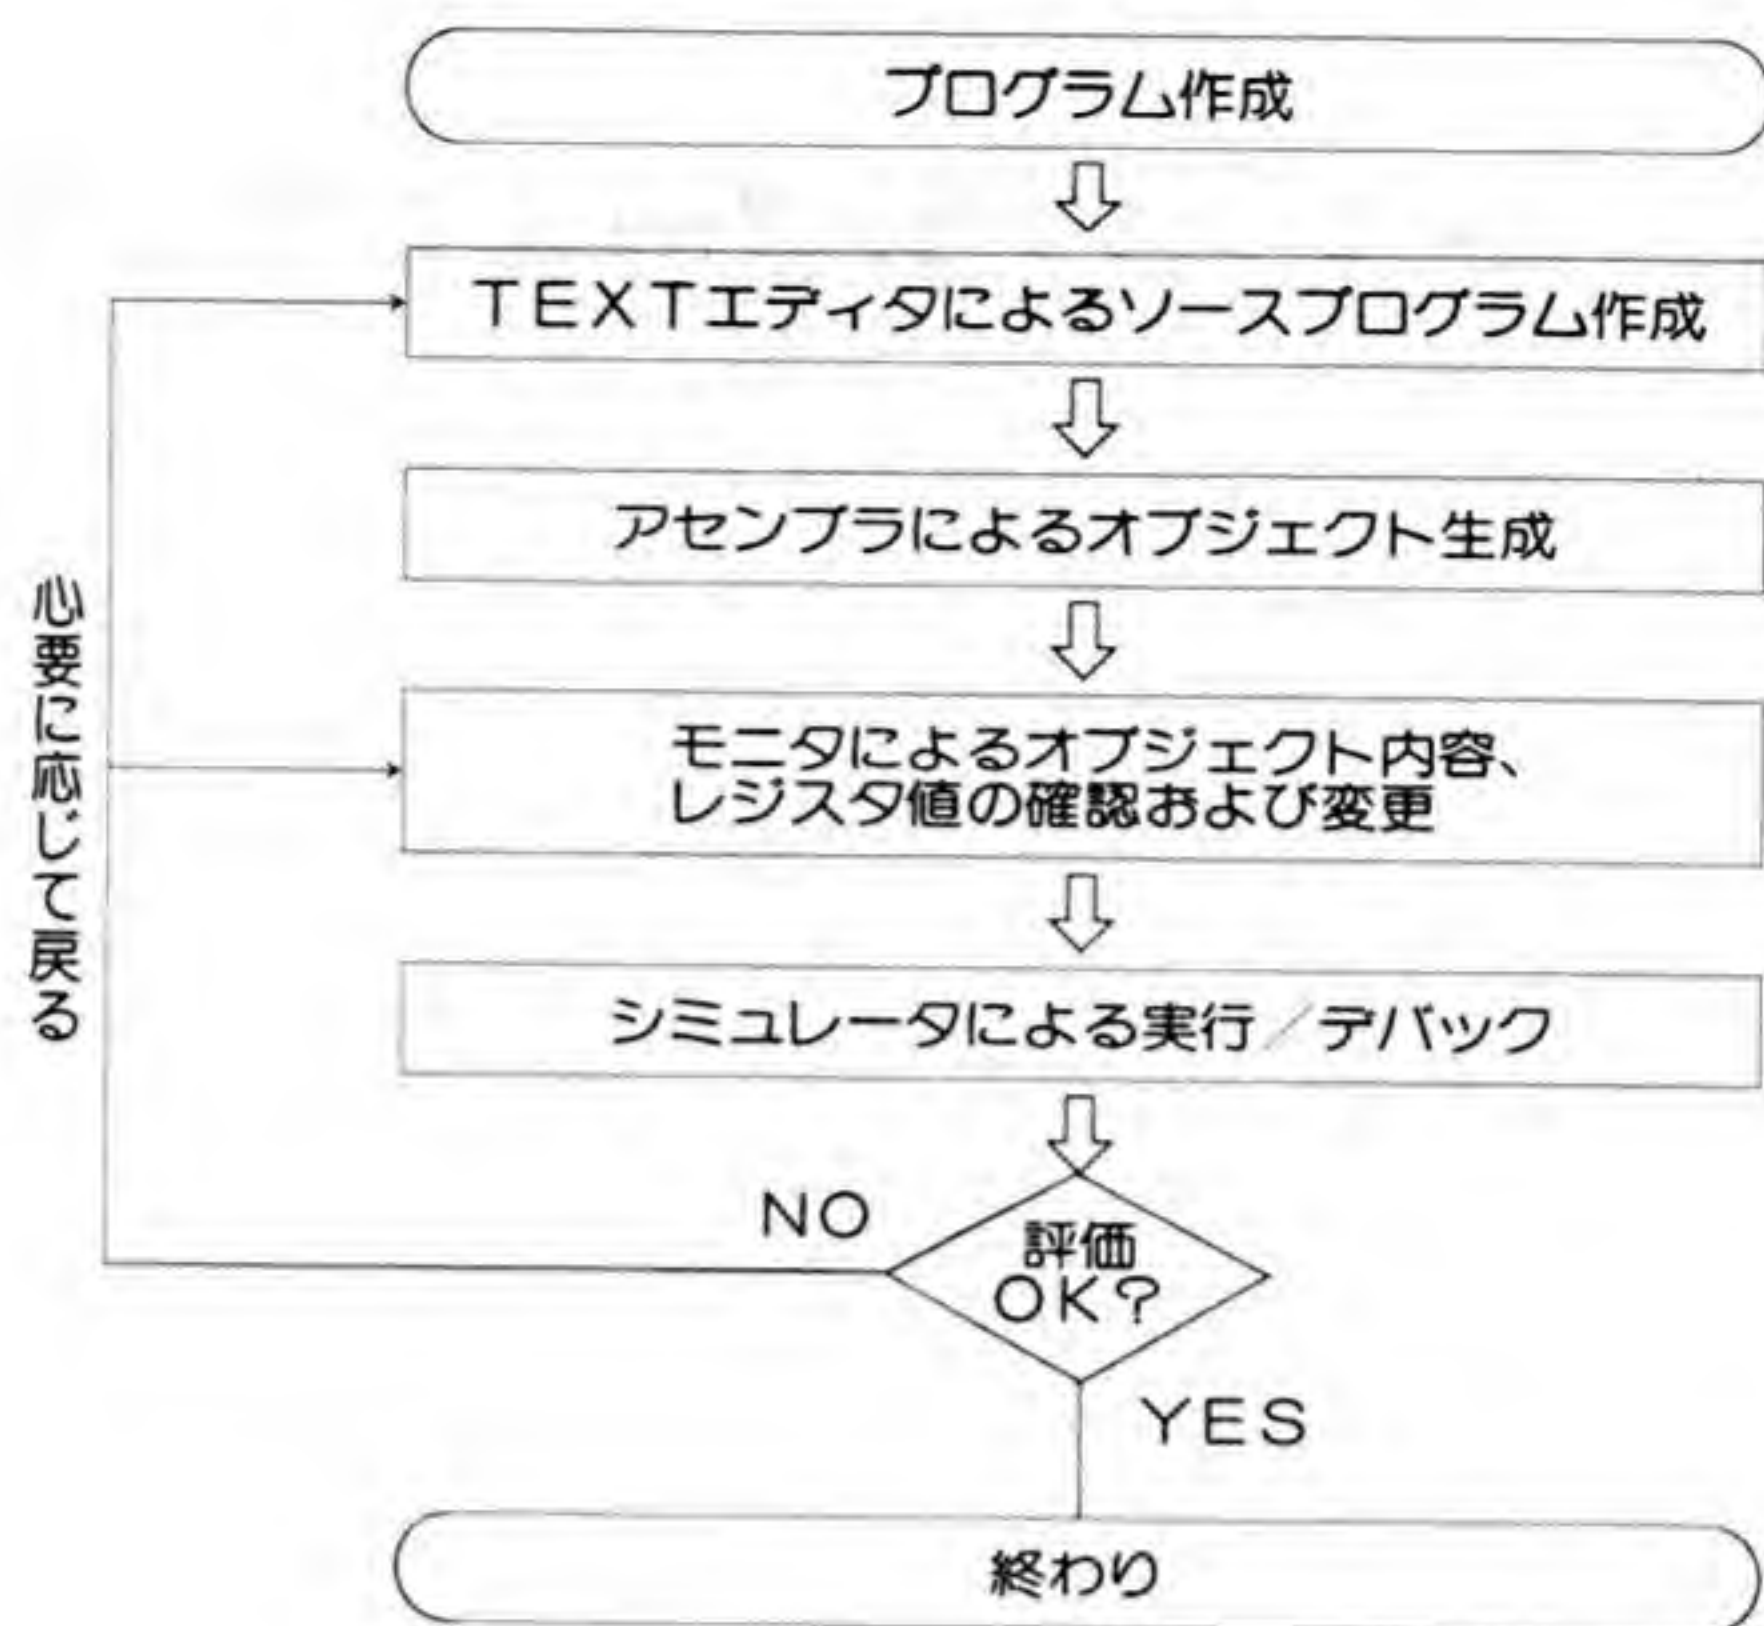 プログラム作成
TEXTエディタによるソースプログラム作成
アセンブラによるオブジェクト生成
モニタによるオブジェクト内容、
レジスタ値の確認および変更
シミュレータによる実行／デバック
心要に応じて戻る
NO
評価
OK?
YES
終わり